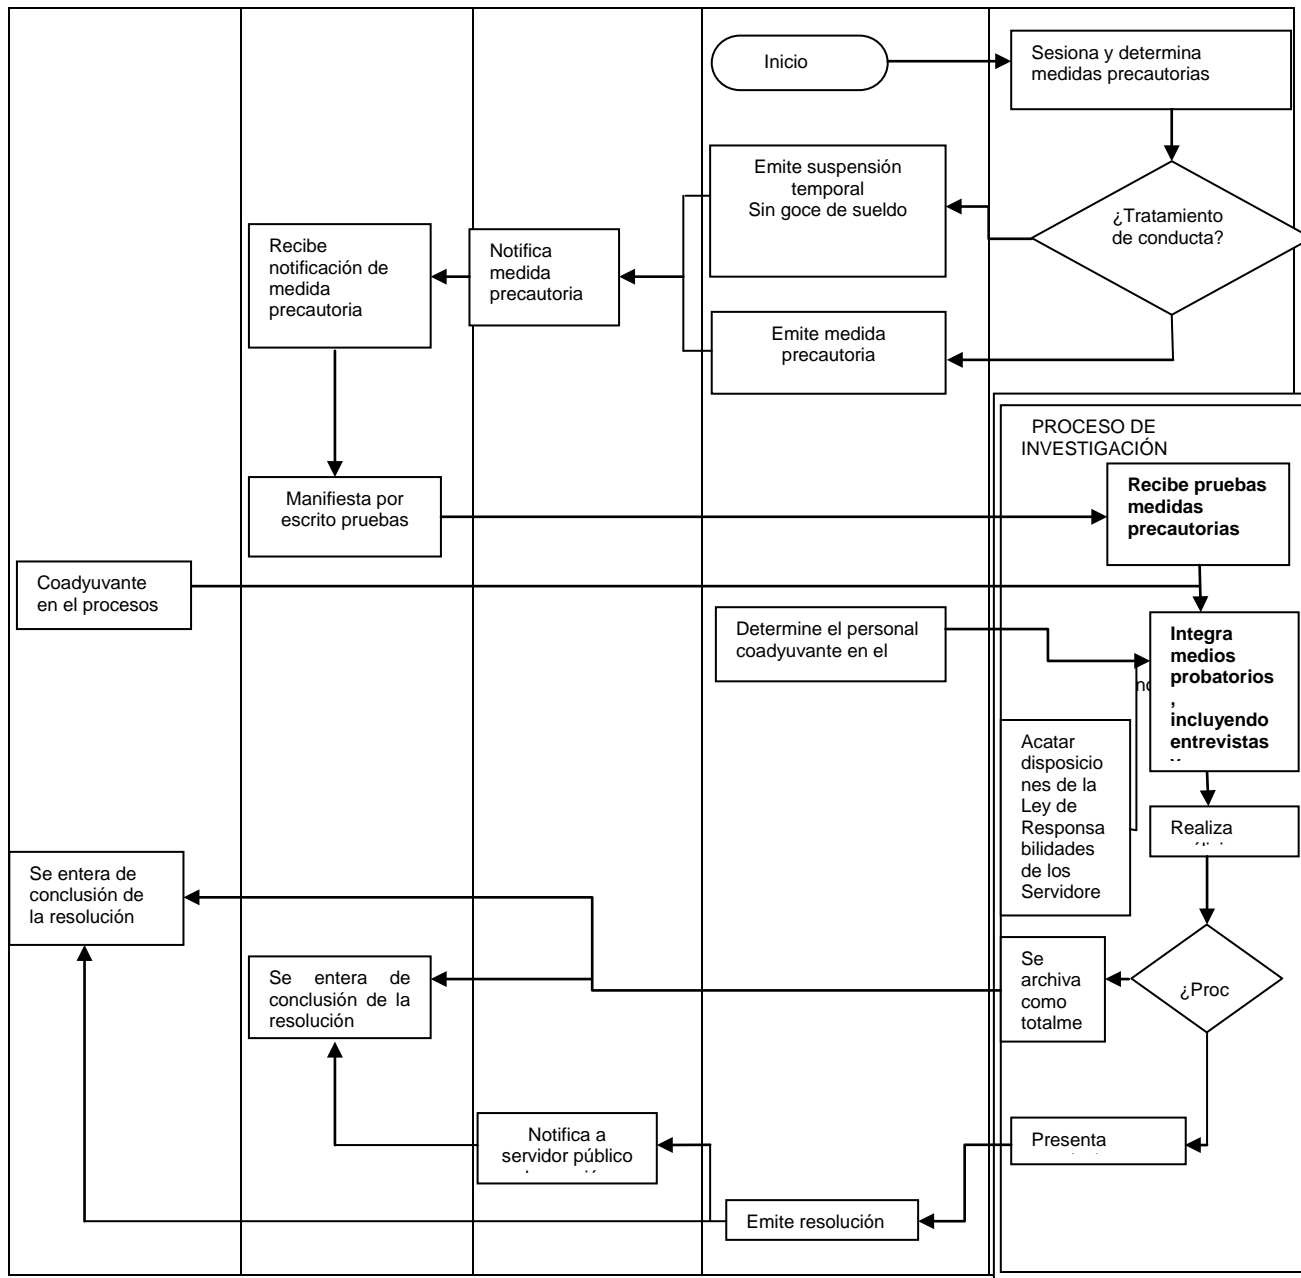 Inicio
Sesiona y determina
medidas precautorias
Emite suspensión
temporal
Sin goce de sueldo
¿Tratamiento
de conducta?
Recibe
notificación de
medida
precautoria
Notifica
medida
precautoria
Emite medida
precautoria
PROCESO DE
INVESTIGACIÓN
Recibe pruebas
medidas
precautorias
Manifiesta por
escrito pruebas
Coadyuvante
en el procesos
Determine el personal
coadyuvante en el
Integra
medios
probatorios
,
incluyendo
entrevistas
Acatar
disposicio
nes de la
Ley de
Responsa
bilidades
de los
Servidore
Realiza
Se entera de
conclusión de
la resolución
Se entera de
conclusión de la
resolución
Se
archiva
como
totalme
¿Proc
Notifica a
servidor público
Presenta
Emite resolución